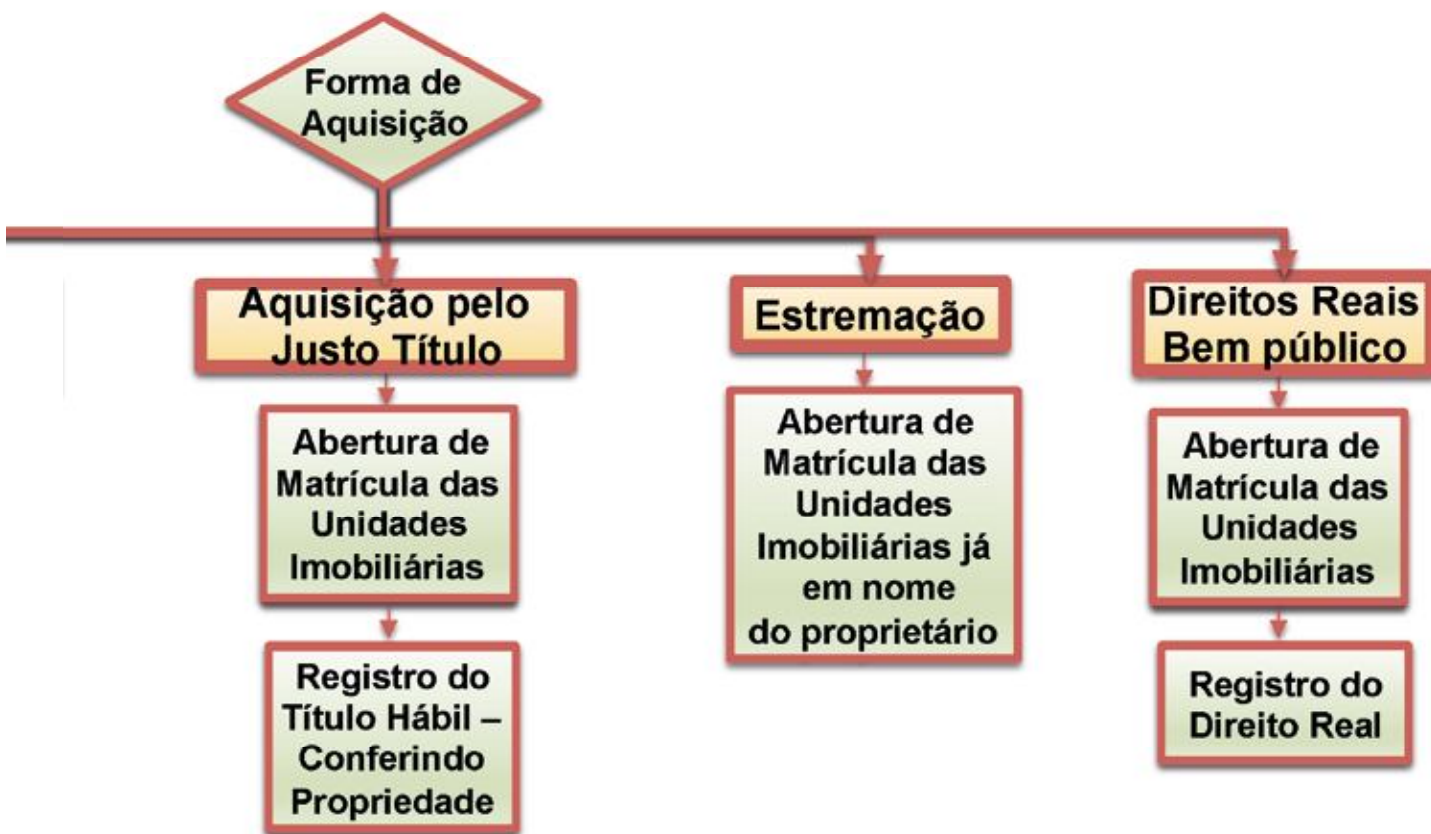 Forma de
Aquisição
Aquisição pelo
Justo Título
Abertura de
Matrícula das
Unidades
Imobiliárias
Registro do
Título Hábil –
Conferindo
Propriedade
Estremação
Abertura de
Matrícula das
Unidades
Imobiliárias já
em nome
do proprietário
Direitos Reais
Bem público
Abertura de
Matrícula das
Unidades
Imobiliárias
Registro do
Direito Real